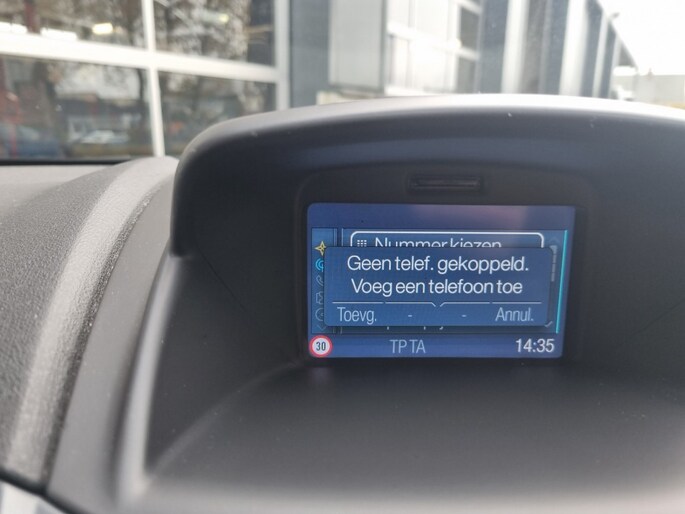 Nummer kiezen
Geen telef. gekoppeld.
Voeg een telefoon toe
Toevg. - - Annul.
30 TP TA 14:35